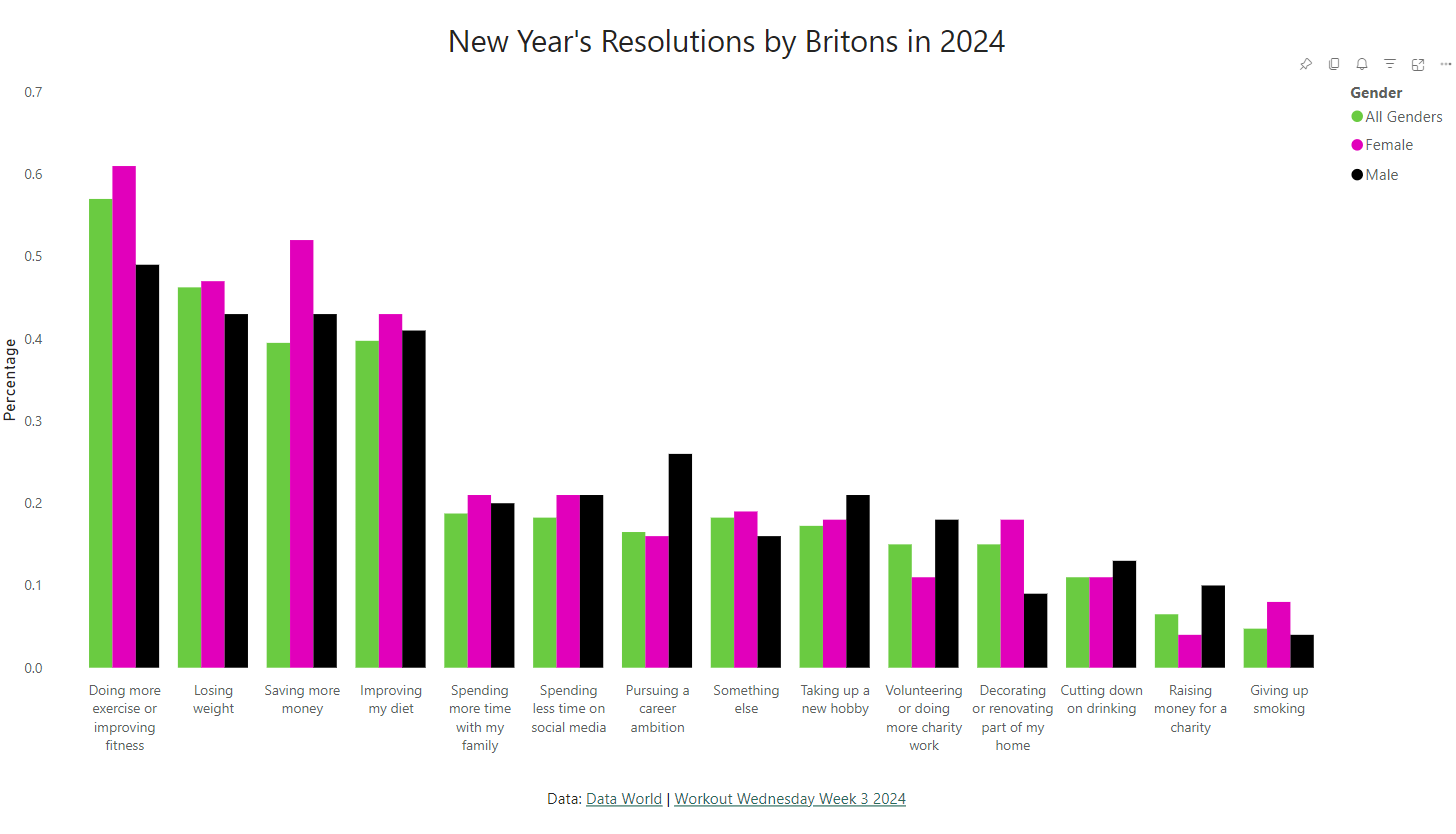 New Year's Resolutions by Britons in 2024
Gender
All Genders
Female
Male
Percentage
0.7
0.6
0.5
0.4
0.3
0.2
0.1
0.0
Doing more
exercise or
improving
fitness
Losing
weight
Saving more
money
Improving
my diet
Spending
more time
with my
family
Spending
less time on
social media
Pursuing a
career
ambition
Something
else
Taking up a
new hobby
Volunteering
or doing
more charity
work
Decorating
or renovating
part of my
home
Cutting down
on drinking
Raising
money for a
charity
Giving up
smoking
Data: Data World | Workout Wednesday Week 3 2024